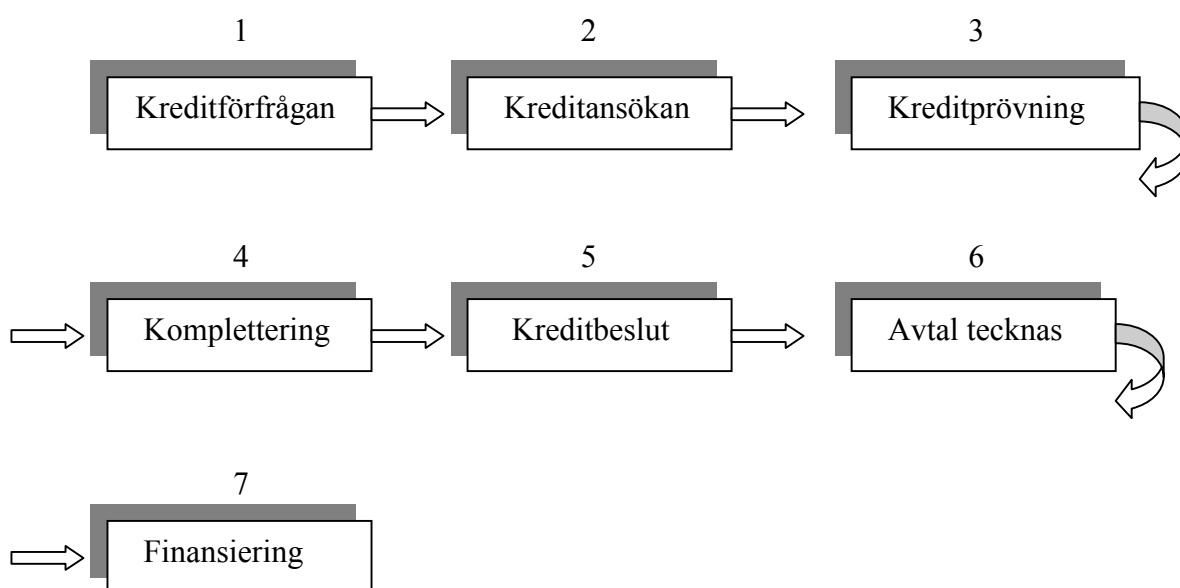 1 2 3
Kreditförfrågan Kreditansökan Kreditprövning
4 5 6
Komplettering Kreditbeslut Avtal tecknas
7
Finansiering